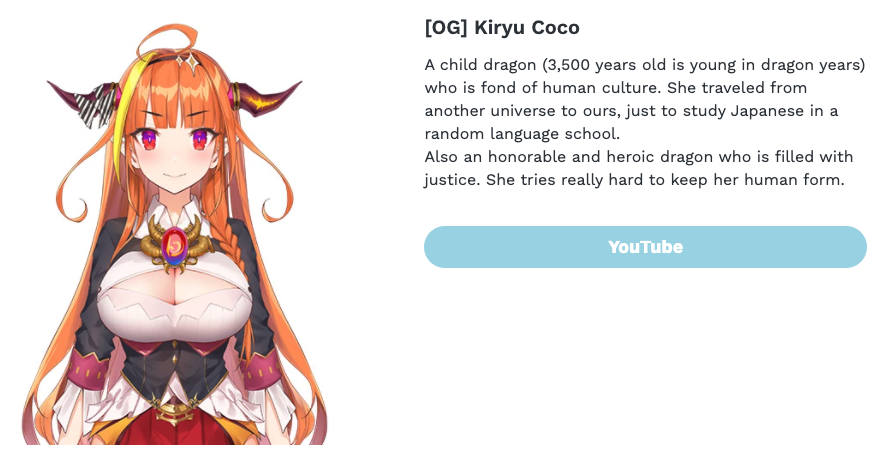 [OG] Kiryu Coco
A child dragon (3,500 years old is young in dragon years)
who is fond of human culture. She traveled from
another universe to ours, just to study Japanese in a
random language school.
Also an honorable and heroic dragon who is filled with
justice. She tries really hard to keep her human form.
YouTube